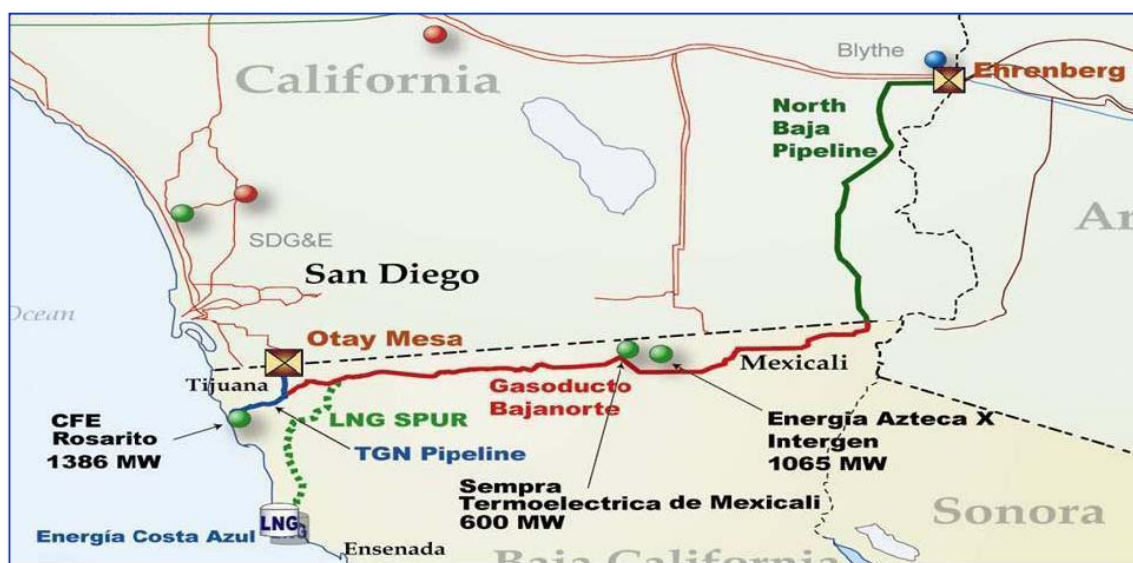 California
Blythe
Ehrenberg
North
Baja
Pipeline
SDG&E
San Diego
Ocean
Otay Mesa
Tijuana
Mexicali
Gasoducto
Bajanorte
CFE
Rosarito
1386 MW
LNG SPUR
TGN Pipeline
Energía Azteca X
Intergen
1065 MW
Sempra
Termoelectrica de Mexicali
600 MW
LNG
Energía Costa Azul
Ensenada
Sonora
Baja California